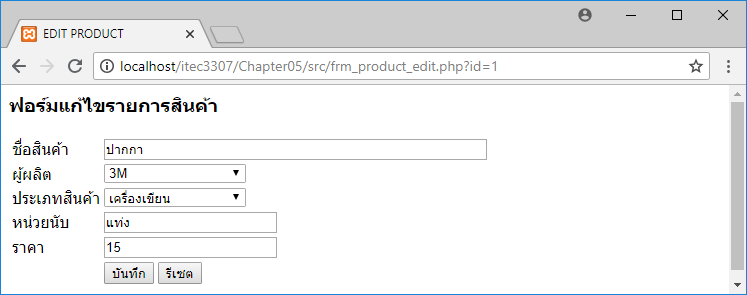 EDIT PRODUCT
localhost/itec3307/Chapter05/src/frm_product_edit.php?id=1
ฟอร์มแก้ไขรายการสินค้า
ชื่อสินค้า ปากกา
ผู้ผลิต 3M
ประเภทสินค้า เครื่องเขียน
หน่วยนับ แท่ง
ราคา 15
บันทึก รีเซต